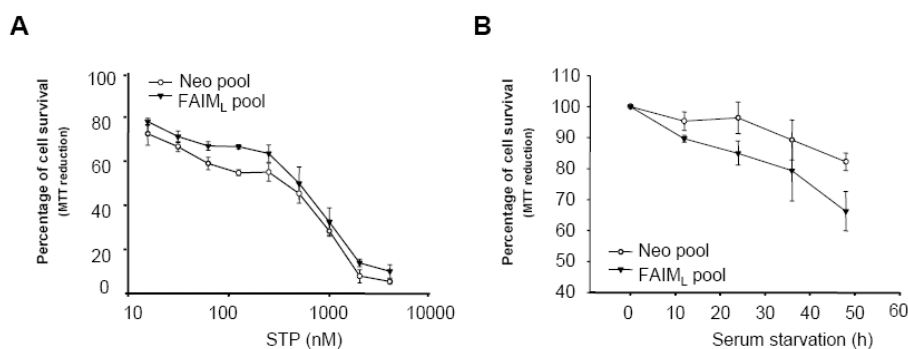 A
Percentage of cell survival
(MTT reduction)
100
80
60
40
20
0
Neo pool
FAIML pool
10
100
1000
10000
STP (nM)
B
Percentage of cell survival
(MTT reduction)
110
100
90
80
70
60
50
40
Neo pool
FAIML pool
0
10
20
30
40
50
60
Serum starvation (h)